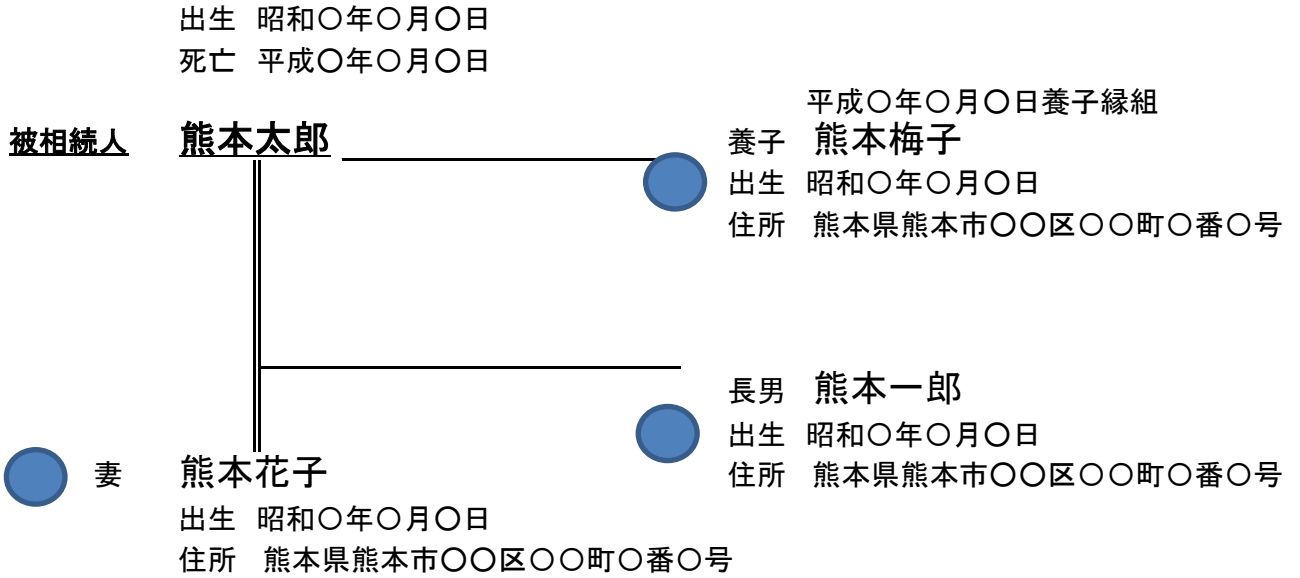 出生 昭和〇年〇月〇日
死亡 平成〇年〇月〇日
被相続人 熊本太郎
平成〇年〇月〇日養子縁組
養子 熊本梅子
出生 昭和〇年〇月〇日
住所 熊本県熊本市〇〇区〇〇町〇番〇号
長男 熊本一郎
出生 昭和〇年〇月〇日
住所 熊本県熊本市〇〇区〇〇町〇番〇号
妻 熊本花子
出生 昭和〇年〇月〇日
住所 熊本県熊本市〇〇区〇〇町〇番〇号